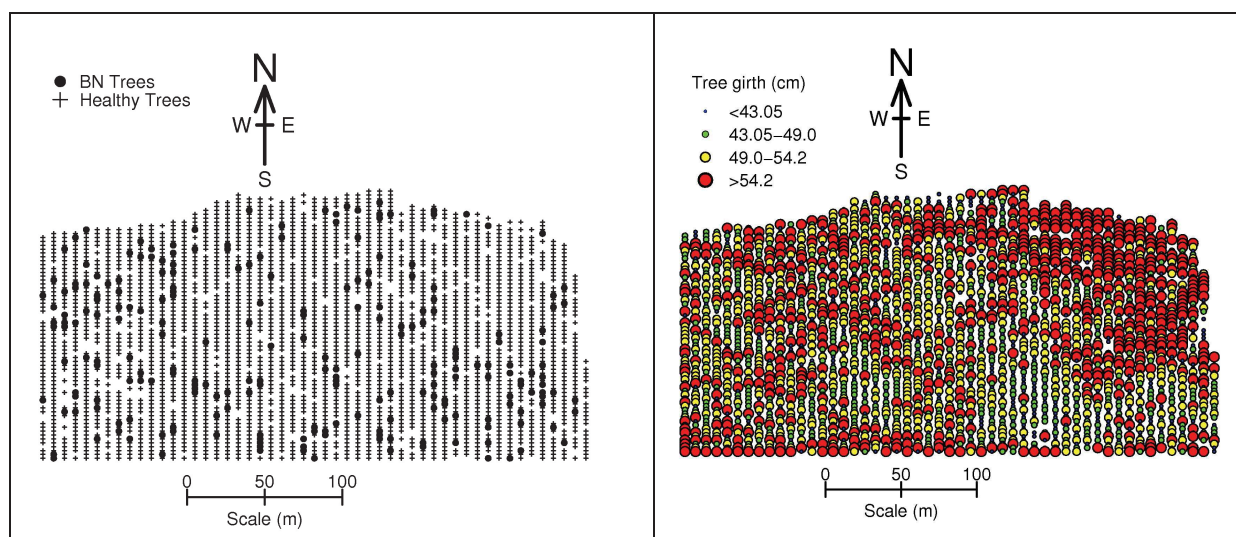 N
BN Trees
Healthy Trees
W E
S
0 50 100
Scale (m)
N
Tree girth (cm)
<43.05
W E
43.05−49.0
49.0−54.2
S
>54.2
0 50 100
Scale (m)